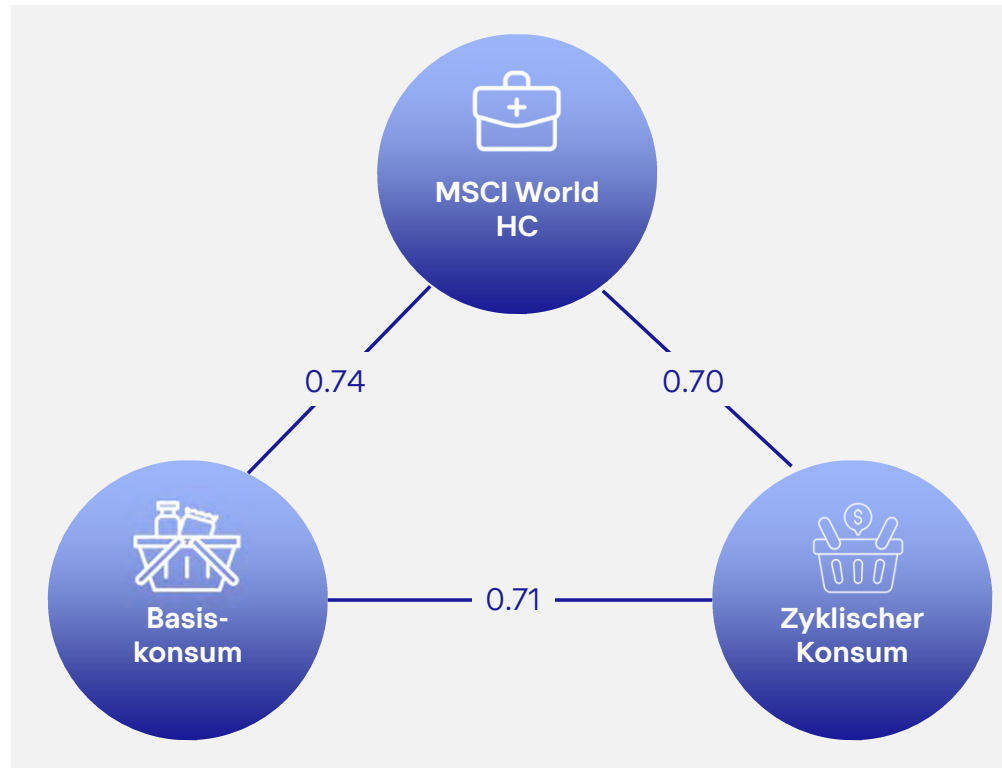 MSCI World
HC
0.74
0.70
Basis-
konsum
0.71
$
Zyklischer
Konsum